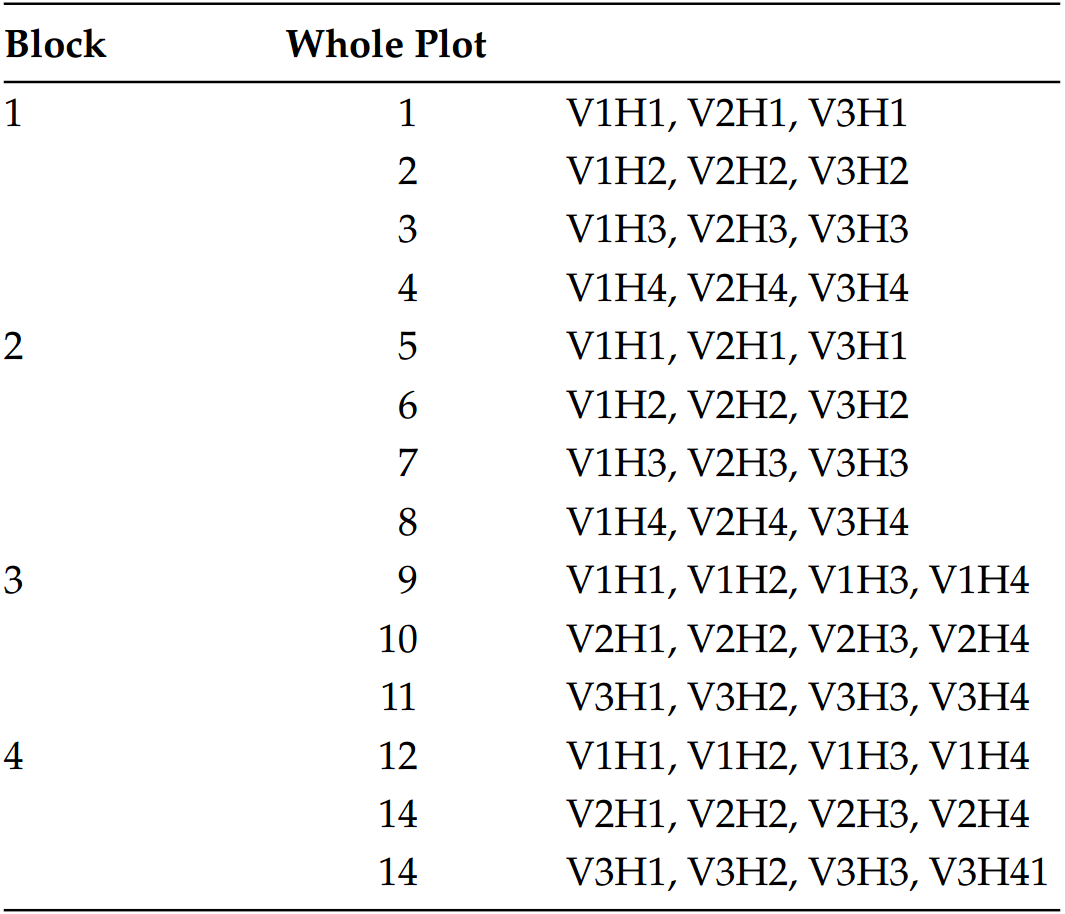 Block Whole Plot
1 1 V1H1, V2H1, V3H1
2 V1H2, V2H2, V3H2
3 V1H3, V2H3, V3H3
4 V1H4, V2H4, V3H4
2 5 V1H1, V2H1, V3H1
6 V1H2, V2H2, V3H2
7 V1H3, V2H3, V3H3
8 V1H4, V2H4, V3H4
3 9 V1H1, V1H2, V1H3, V1H4
10 V2H1, V2H2, V2H3, V2H4
11 V3H1, V3H2, V3H3, V3H4
4 12 V1H1, V1H2, V1H3, V1H4
14 V2H1, V2H2, V2H3, V2H4
14 V3H1, V3H2, V3H3, V3H41